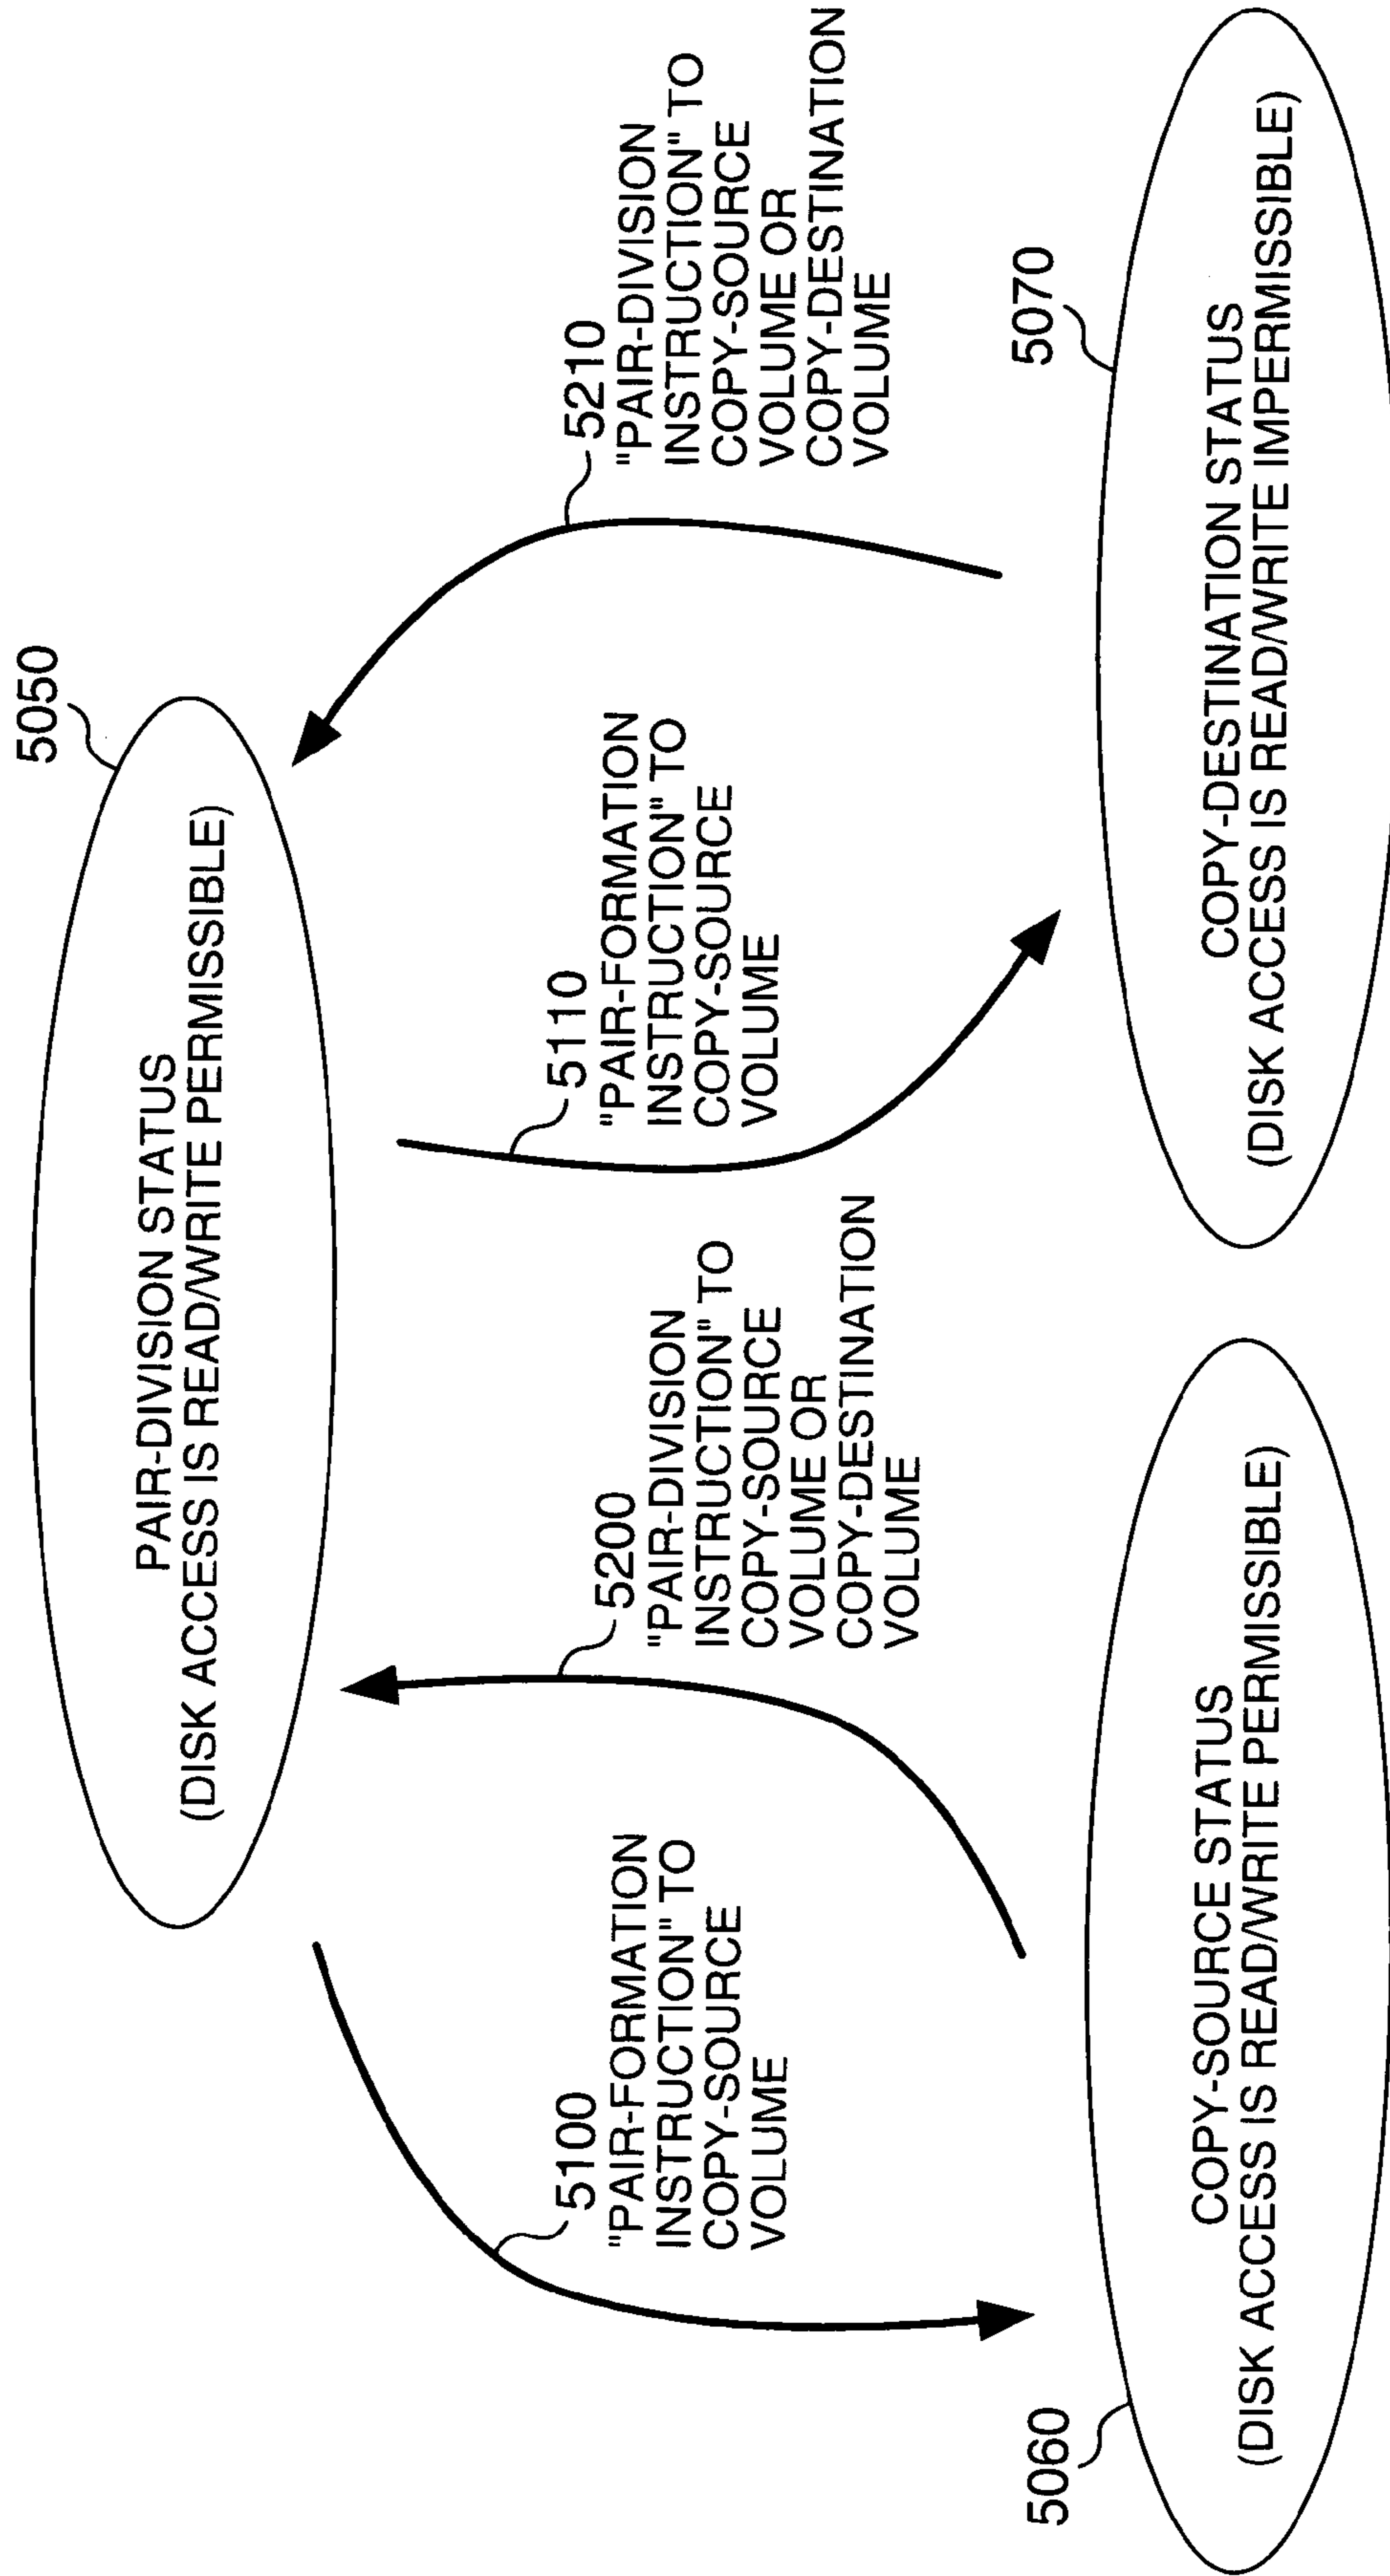 5050
PAIR-DIVISION STATUS
(DISK ACCESS IS READ/WRITE PERMISSIBLE)
5100
"PAIR-FORMATION
INSTRUCTION" TO
COPY-SOURCE
VOLUME
5200
"PAIR-DIVISION
INSTRUCTION" TO
COPY-SOURCE
VOLUME OR
COPY-DESTINATION
VOLUME
5110
"PAIR-FORMATION
INSTRUCTION" TO
COPY-SOURCE
VOLUME
5210
"PAIR-DIVISION
INSTRUCTION" TO
COPY-SOURCE
VOLUME OR
COPY-DESTINATION
VOLUME
5060
COPY-SOURCE STATUS
(DISK ACCESS IS READ/WRITE PERMISSIBLE)
5070
COPY-DESTINATION STATUS
(DISK ACCESS IS READ/WRITE IMPERMISSIBLE)